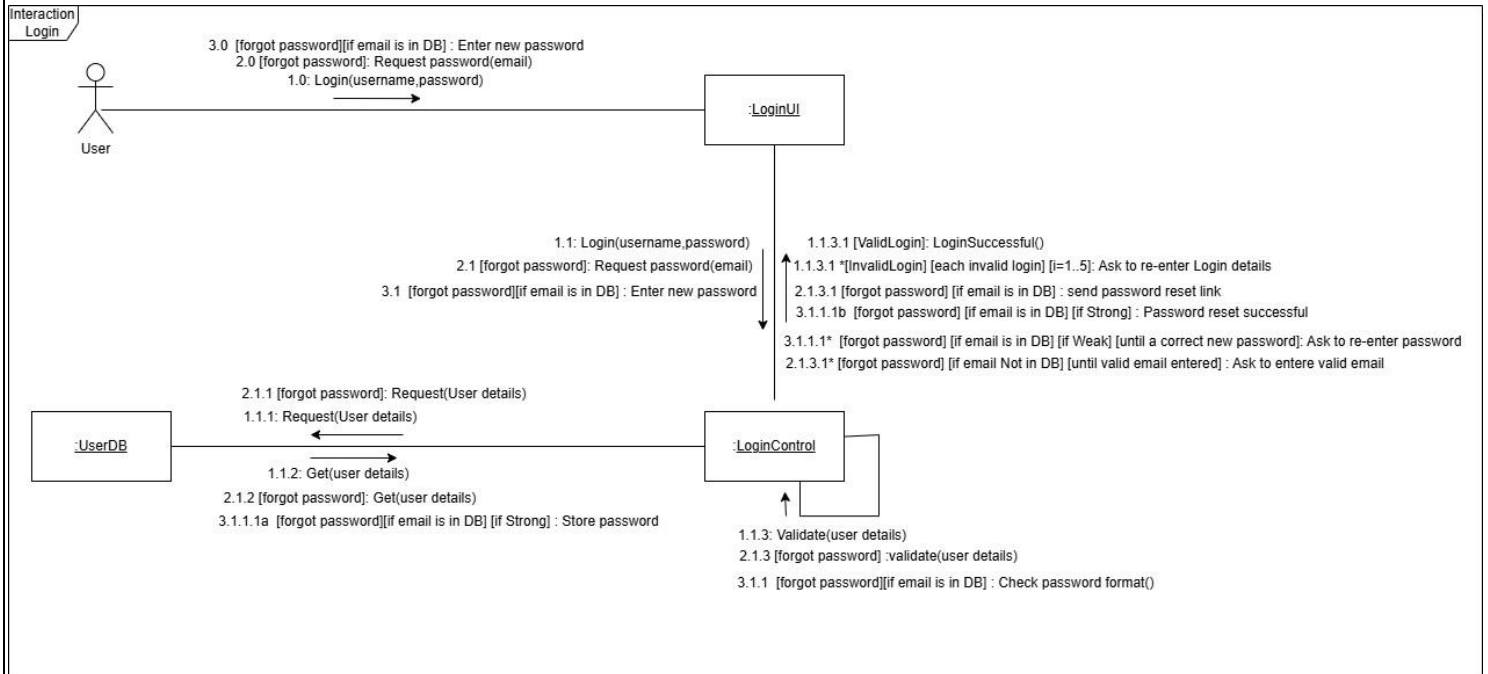 Interaction
Login
3.0 [forgot password][if email is in DB] : Enter new password
2.0 [forgot password]: Request password(email)
1.0: Login(username,password)
:LoginUI
User
1.1: Login(username,password)
2.1 [forgot password]: Request password(email)
3.1 [forgot password][if email is in DB] : Enter new password
1.1.3.1 [ValidLogin]: LoginSuccessful()
1.1.3.1 *[InvalidLogin] [each invalid login] [i=1..5]: Ask to re-enter Login details
2.1.3.1 [forgot password] [if email is in DB] : send password reset link
3.1.1.1b [forgot password] [if email is in DB] [if Strong] : Password reset successful
3.1.1.1* [forgot password] [if email is in DB] [if Weak] [until a correct new password]: Ask to re-enter password
2.1.3.1* [forgot password] [if email Not in DB] [until valid email entered] : Ask to entere valid email
2.1.1 [forgot password]: Request(User details)
1.1.1: Request(User details)
:UserDB
:LoginControl
1.1.2: Get(user details)
2.1.2 [forgot password]: Get(user details)
3.1.1.1a [forgot password][if email is in DB] [if Strong] : Store password
1.1.3: Validate(user details)
2.1.3 [forgot password] :validate(user details)
3.1.1 [forgot password][if email is in DB] : Check password format()